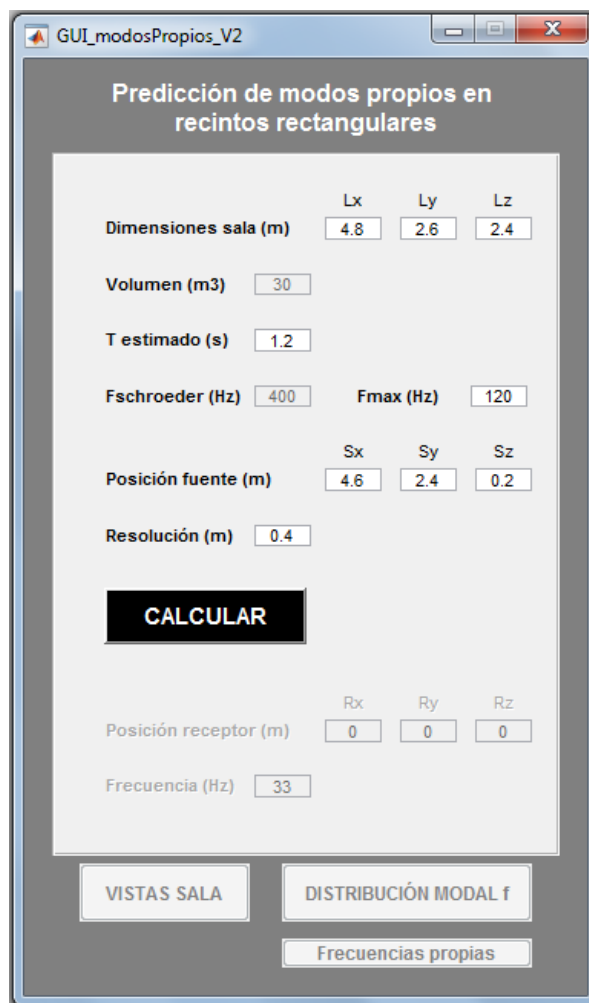 GUI_modosPropios_V2
Predicción de modos propios en
recintos rectangulares
Lx Ly Lz
Dimensiones sala (m) 4.8 2.6 2.4
Volumen (m3) 30
T estimado (s) 1.2
Fschroeder (Hz) 400 Fmax (Hz) 120
Sx Sy Sz
Posición fuente (m) 4.6 2.4 0.2
Resolución (m) 0.4
CALCULAR
Rx Ry Rz
Posición receptor (m) 0 0 0
Frecuencia (Hz) 33
VISTAS SALA DISTRIBUCIÓN MODAL f
Frecuencias propias